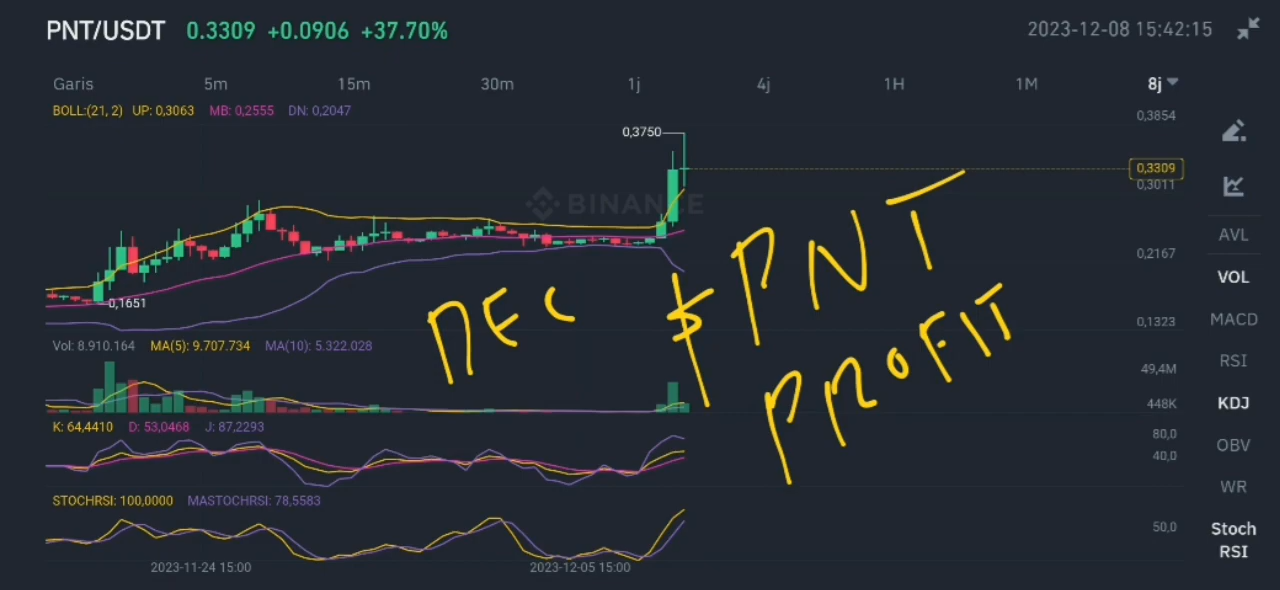 PNT/USDT 0.3309 +0.0906 +37.70% 2023-12-08 15:42:15
Garis 5m 15m 30m 1j 4j 1H 1M 8j
BOLL:(21, 2) UP: 0,3063 MB: 0,2555 DN: 0,2047
0,3854
0,3750
0,3309
0,3011
BINANCE
AVL
0,2167
VOL
0,1651
0,1323
MACD
DEC $PNT
PROFIT
Vol: 8.910.164 MA(5): 9.707.734 MA(10): 5.322.028
RSI
49,4M
448K
KDJ
K: 64,4410 D: 53,0468 J: 87,2293
80,0
OBV
40,0
WR
STOCHRSI: 100,0000 MASTOCHRSI: 78,5583
50,0
Stoch
RSI
2023-11-24 15:00 2023-12-05 15:00